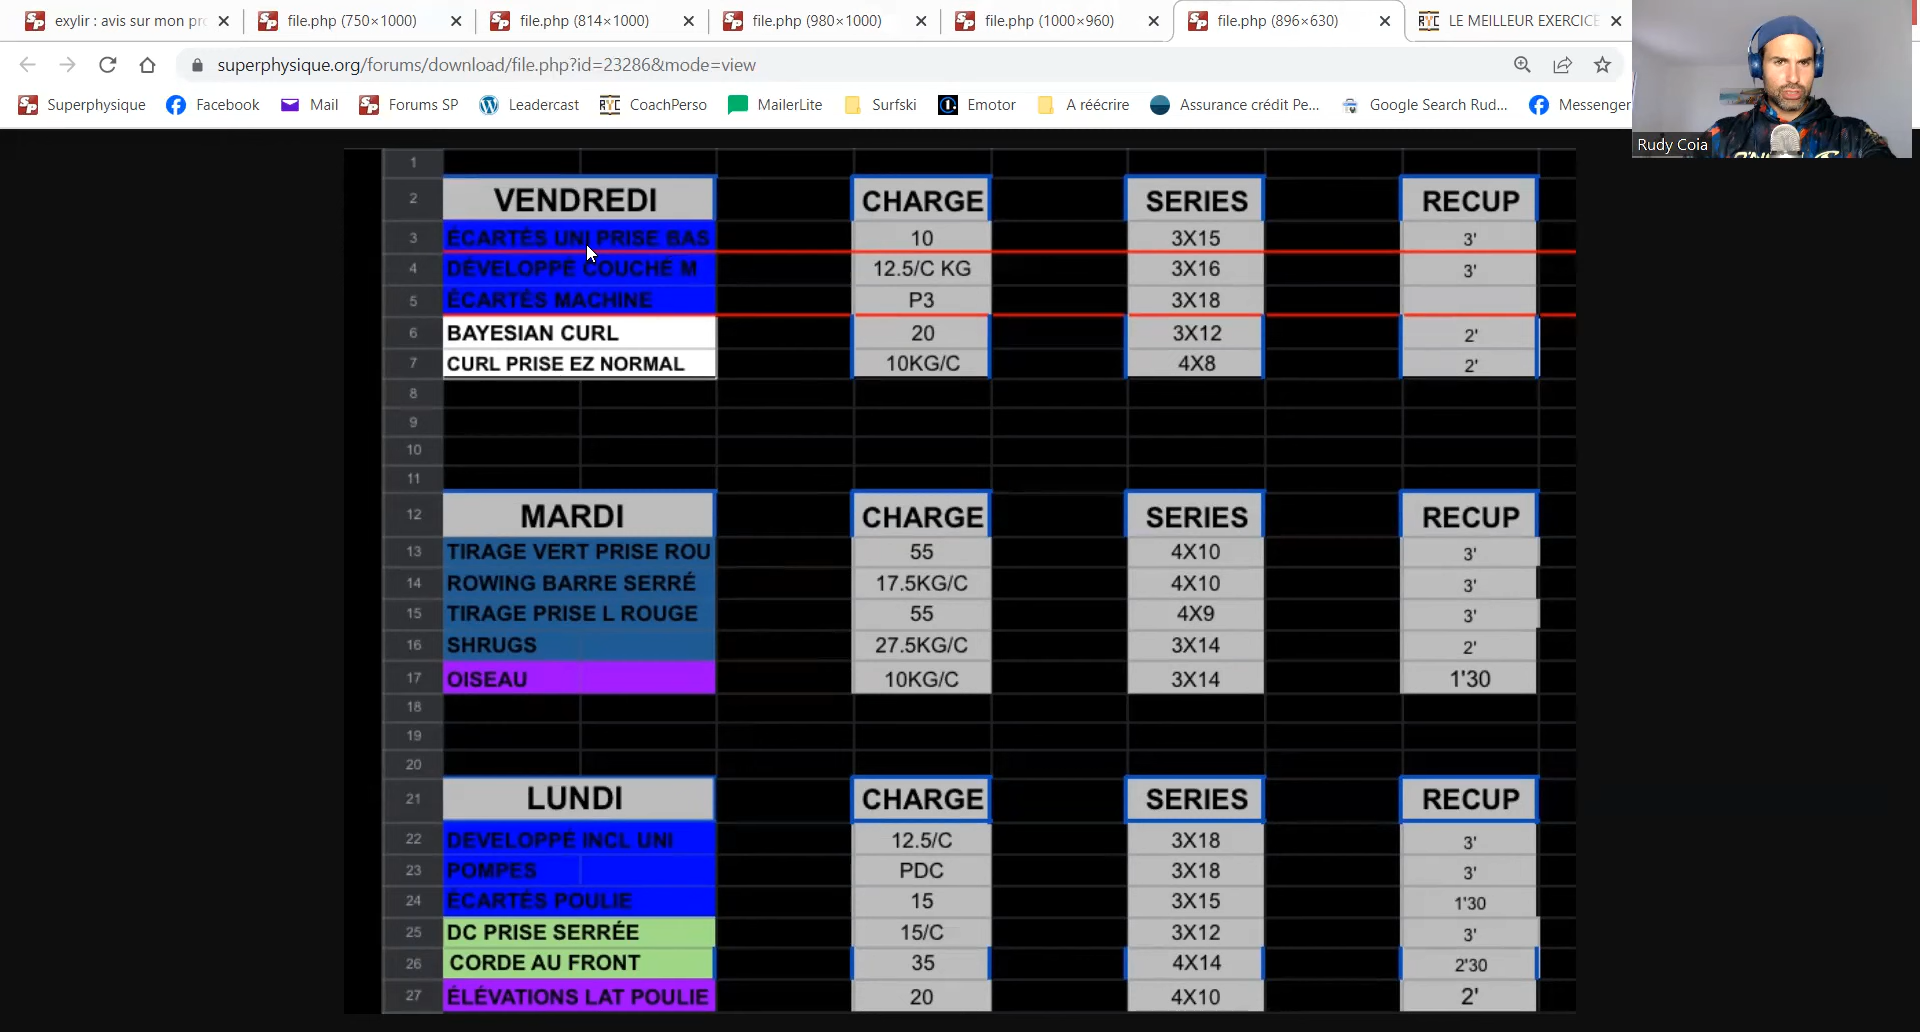 exylir : avis sur mon pr
file.php (750×1000)
file.php (814×1000)
file.php (980×1000)
file.php (1000×960)
file.php (896×630)
LE MEILLEUR EXERCICE
superphysique.org/forums/download/file.php?id=23286&mode=view
Superphysique
Facebook
Mail
Forums SP
Leadercast
CoachPerso
MailerLite
Surfski
Emotor
A réécrire
Assurance crédit Pe...
Google Search Rud...
Messenger
Rudy Coia
1
2 VENDREDI CHARGE SERIES RECUP
3 ÉCARTÉS UNI PRISE BAS 10 3X15 3'
4 DÉVELOPPÉ COUCHÉ M 12.5/C KG 3X16 3'
5 ÉCARTÉS MACHINE P3 3X18
6 BAYESIAN CURL 20 3X12 2'
7 CURL PRISE EZ NORMAL 10KG/C 4X8 2'
8
9
10
11
12 MARDI CHARGE SERIES RECUP
13 TIRAGE VERT PRISE ROU 55 4X10 3'
14 ROWING BARRE SERRÉ 17.5KG/C 4X10 3'
15 TIRAGE PRISE L ROUGE 55 4X9 3'
16 SHRUGS 27.5KG/C 3X14 2'
17 OISEAU 10KG/C 3X14 1'30
18
19
20
21 LUNDI CHARGE SERIES RECUP
22 DEVELOPPÉ INCL UNI 12.5/C 3X18 3'
23 POMPES PDC 3X18 3'
24 ÉCARTÉS POULIE 15 3X15 1'30
25 DC PRISE SERRÉE 15/C 3X12 3'
26 CORDE AU FRONT 35 4X14 2'30
27 ÉLÉVATIONS LAT POULIE 20 4X10 2'